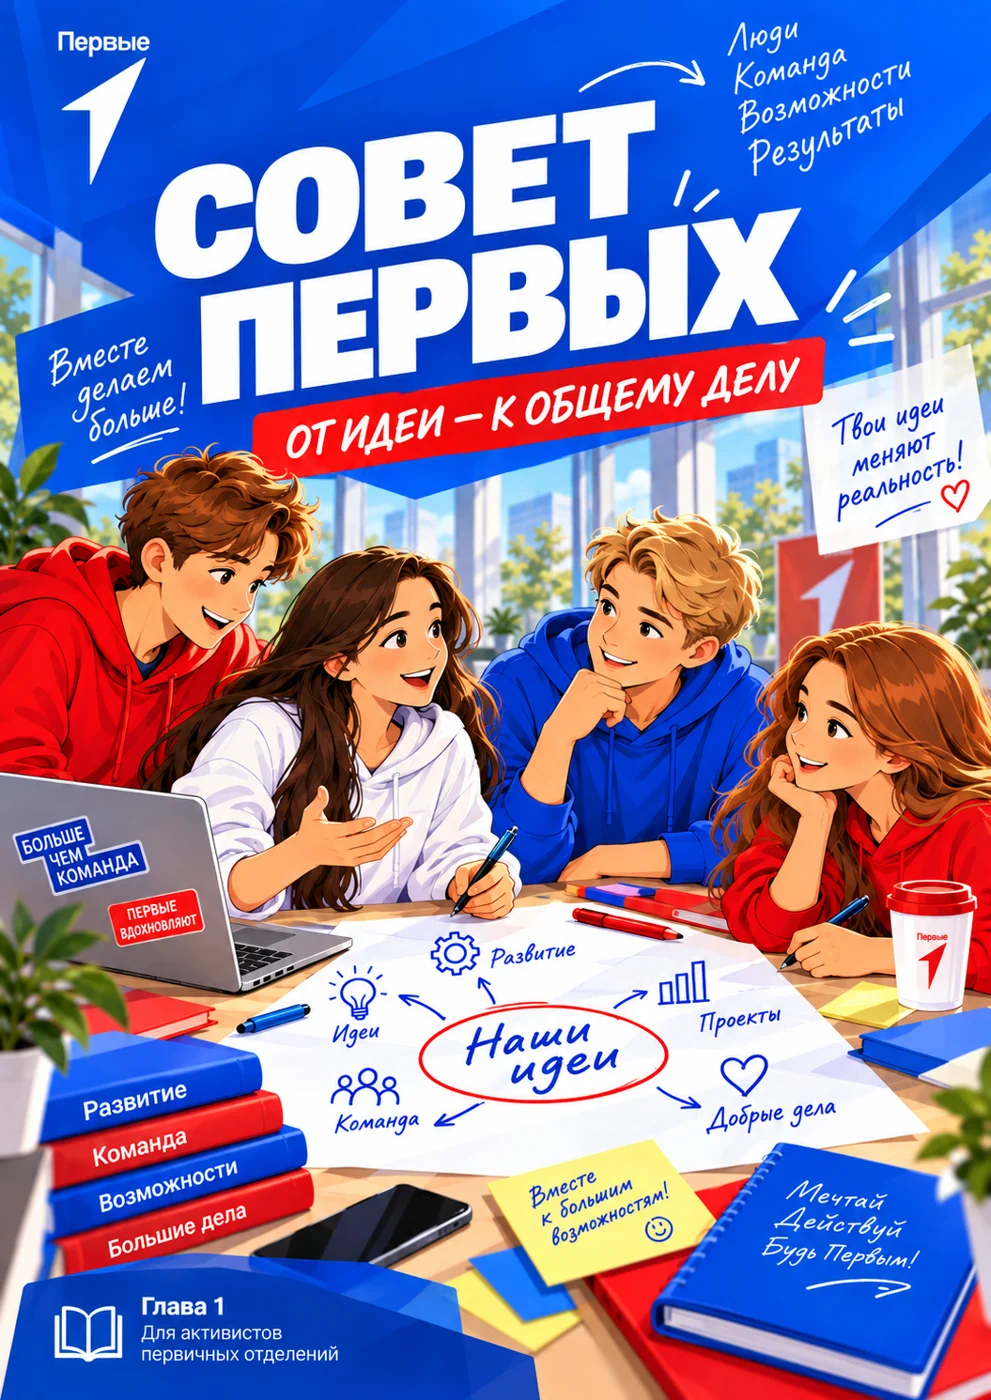 Первые
Люди
Команда
Возможности
Результаты
СОВЕТ
ПЕРВЫХ
ОТ ИДЕИ – К ОБЩЕМУ ДЕЛУ
Вместе
делаем
больше!
Твои идеи
меняют
реальность!
БОЛЬШЕ
ЧЕМ
КОМАНДА
ПЕРВЫЕ
ВДОХНОВЛЯЮТ
Первые
Развитие
Идеи
Проекты
Наши
идеи
Команда
Добрые дела
Развитие
Команда
Возможности
Большие дела
Вместе
к большим
возможностям!
Мечтай
Действуй
Будь Первым!
Глава 1
Для активистов
первичных отделений